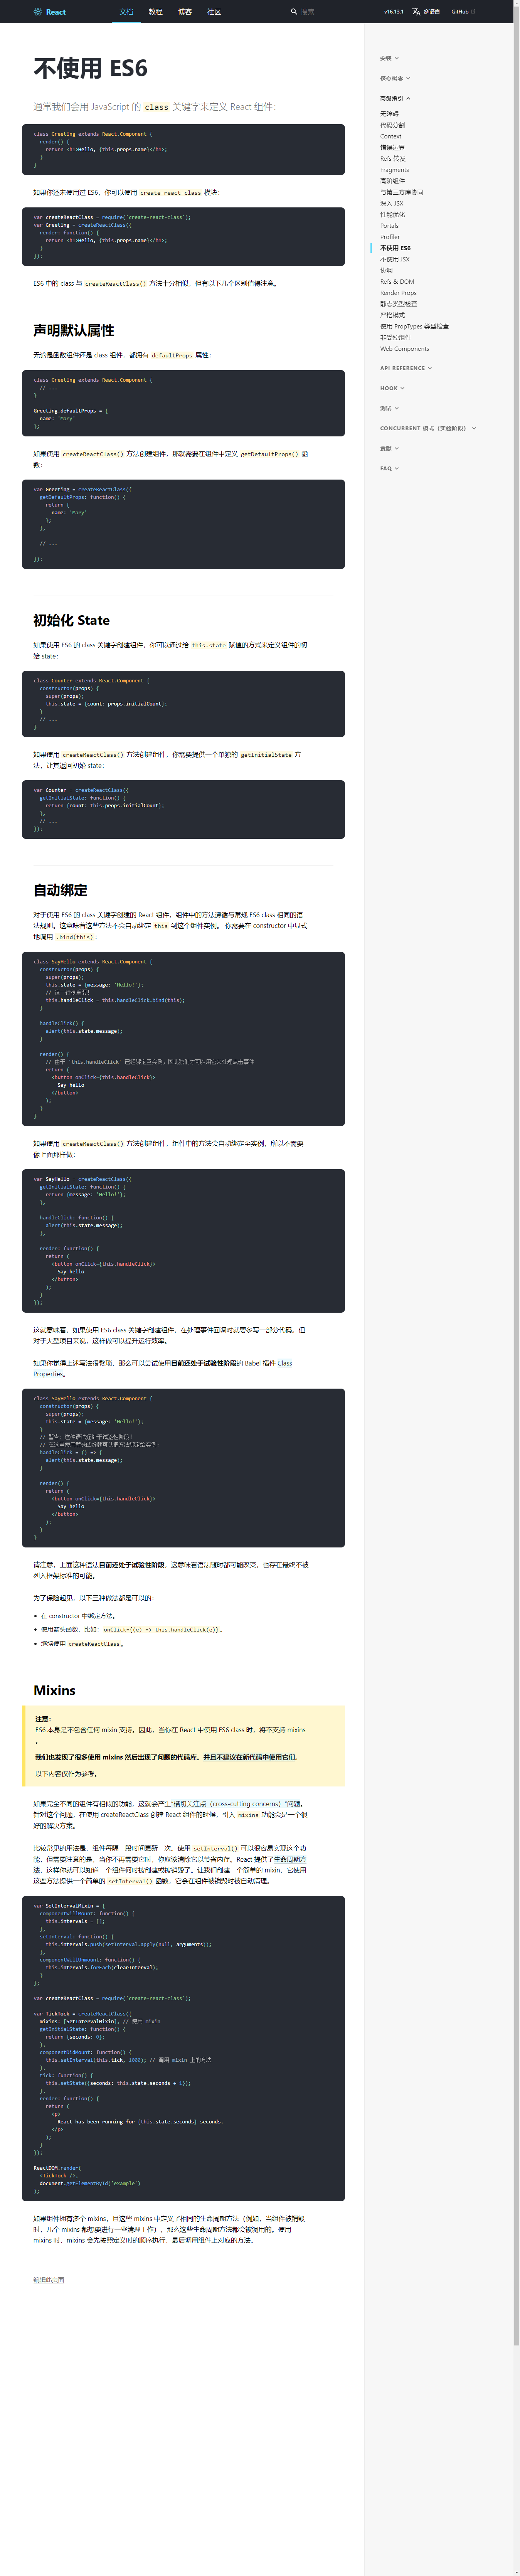 React
文档
教程
博客
社区
搜索
v16.13.1
多语言
GitHub
不使用 ES6
通常我们会用 JavaScript 的 class 关键字来定义 React 组件：
class Greeting extends React.Component {
render() {
return <h1>Hello, {this.props.name}</h1>;
}
}
如果你还未使用过 ES6，你可以使用 create-react-class 模块：
var createReactClass = require('create-react-class');
var Greeting = createReactClass({
render: function() {
return <h1>Hello, {this.props.name}</h1>;
}
});
ES6 中的 class 与 createReactClass() 方法十分相似，但有以下几个区别值得注意。
声明默认属性
无论是函数组件还是 class 组件，都拥有 defaultProps 属性：
class Greeting extends React.Component {
// ...
}
Greeting.defaultProps = {
name: 'Mary'
};
如果使用 createReactClass() 方法创建组件，那就需要在组件中定义 getDefaultProps() 函
数：
var Greeting = createReactClass({
getDefaultProps: function() {
return {
name: 'Mary'
};
},
// ...
});
初始化 State
如果使用 ES6 的 class 关键字创建组件，你可以通过给 this.state 赋值的方式来定义组件的初
始 state：
class Counter extends React.Component {
constructor(props) {
super(props);
this.state = {count: props.initialCount};
}
// ...
}
如果使用 createReactClass() 方法创建组件，你需要提供一个单独的 getInitialState 方
法，让其返回初始 state：
var Counter = createReactClass({
getInitialState: function() {
return {count: this.props.initialCount};
},
// ...
});
自动绑定
对于使用 ES6 的 class 关键字创建的 React 组件，组件中的方法遵循与常规 ES6 class 相同的语
法规则。这意味着这些方法不会自动绑定 this 到这个组件实例。 你需要在 constructor 中显式
地调用 .bind(this)：
class SayHello extends React.Component {
constructor(props) {
super(props);
this.state = {message: 'Hello!'};
// 这一行很重要！
this.handleClick = this.handleClick.bind(this);
}
handleClick() {
alert(this.state.message);
}
render() {
// 由于 `this.handleClick` 已经绑定至实例，因此我们才可以用它来处理点击事件
return (
<button onClick={this.handleClick}>
Say hello
</button>
);
}
}
如果使用 createReactClass() 方法创建组件，组件中的方法会自动绑定至实例，所以不需要
像上面那样做：
var SayHello = createReactClass({
getInitialState: function() {
return {message: 'Hello!'};
},
handleClick: function() {
alert(this.state.message);
},
render: function() {
return (
<button onClick={this.handleClick}>
Say hello
</button>
);
}
});
这就意味着，如果使用 ES6 class 关键字创建组件，在处理事件回调时就要多写一部分代码。但
对于大型项目来说，这样做可以提升运行效率。
如果你觉得上述写法很繁琐，那么可以尝试使用目前还处于试验性阶段的 Babel 插件 Class
Properties。
class SayHello extends React.Component {
constructor(props) {
super(props);
this.state = {message: 'Hello!'};
}
// 警告：这种语法还处于试验性阶段！
// 在这里使用箭头函数就可以把方法绑定给实例：
handleClick = () => {
alert(this.state.message);
}
render() {
return (
<button onClick={this.handleClick}>
Say hello
</button>
);
}
}
请注意，上面这种语法目前还处于试验性阶段，这意味着语法随时都可能改变，也存在最终不被
列入框架标准的可能。
为了保险起见，以下三种做法都是可以的：
• 在 constructor 中绑定方法。
• 使用箭头函数，比如： onClick={(e) => this.handleClick(e)}。
• 继续使用 createReactClass。
Mixins
注意：
ES6 本身是不包含任何 mixin 支持。因此，当你在 React 中使用 ES6 class 时，将不支持 mixins
。
我们也发现了很多使用 mixins 然后出现了问题的代码库。并且不建议在新代码中使用它们。
以下内容仅作为参考。
如果完全不同的组件有相似的功能，这就会产生“横切关注点（cross-cutting concerns）“问题。
针对这个问题，在使用 createReactClass 创建 React 组件的时候，引入 mixins 功能会是一个很
好的解决方案。
比较常见的用法是，组件每隔一段时间更新一次。使用 setInterval() 可以很容易实现这个功
能，但需要注意的是，当你不再需要它时，你应该清除它以节省内存。React 提供了生命周期方
法，这样你就可以知道一个组件何时被创建或被销毁了。让我们创建一个简单的 mixin，它使用
这些方法提供一个简单的 setInterval() 函数，它会在组件被销毁时被自动清理。
var SetIntervalMixin = {
componentWillMount: function() {
this.intervals = [];
},
setInterval: function() {
this.intervals.push(setInterval.apply(null, arguments));
},
componentWillUnmount: function() {
this.intervals.forEach(clearInterval);
}
};
var createReactClass = require('create-react-class');
var TickTock = createReactClass({
mixins: [SetIntervalMixin], // 使用 mixin
getInitialState: function() {
return {seconds: 0};
},
componentDidMount: function() {
this.setInterval(this.tick, 1000); // 调用 mixin 上的方法
},
tick: function() {
this.setState({seconds: this.state.seconds + 1});
},
render: function() {
return (
<p>
React has been running for {this.state.seconds} seconds.
</p>
);
}
});
ReactDOM.render(
<TickTock />,
document.getElementById('example')
);
如果组件拥有多个 mixins，且这些 mixins 中定义了相同的生命周期方法（例如，当组件被销毁
时，几个 mixins 都想要进行一些清理工作），那么这些生命周期方法都会被调用的。使用
mixins 时，mixins 会先按照定义时的顺序执行，最后调用组件上对应的方法。
编辑此页面
安装
核心概念
高级指引
无障碍
代码分割
Context
错误边界
Refs 转发
Fragments
高阶组件
与第三方库协同
深入 JSX
性能优化
Portals
Profiler
不使用 ES6
不使用 JSX
协调
Refs & DOM
Render Props
静态类型检查
严格模式
使用 PropTypes 类型检查
非受控组件
Web Components
API REFERENCE
HOOK
测试
CONCURRENT 模式（实验阶段）
贡献
FAQ